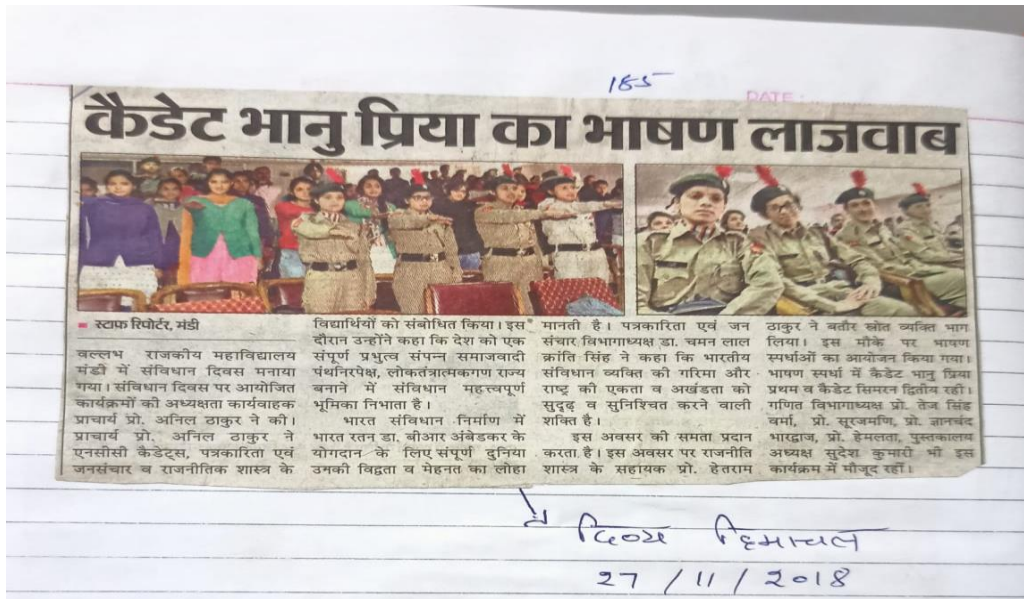 185
DATE:
कैडेट भानु प्रिया का भाषण लाजवाब
स्टाफ रिपोर्टर, मंडी
वल्लभ राजकीय महाविद्यालय
मंडी में संविधान दिवस मनाया
गया। संविधान दिवस पर आयोजित
कार्यक्रमों की अध्यक्षता कार्यवाहक
प्राचार्य प्रो. अनिल ठाकुर ने की।
प्राचार्य प्रो. अनिल ठाकुर ने
एनसीसी कैडेट्स, पत्रकारिता एवं
जनसंचार व राजनीतिक शास्त्र के
विद्यार्थियों को संबोधित किया। इस
दौरान उन्होंने कहा कि देश को एक
संपूर्ण प्रभुत्व संपन्न समाजवादी
पंथनिरपेक्ष, लोकतंत्रात्मकगण राज्य
बनाने में संविधान महत्त्वपूर्ण
भूमिका निभाता है।
भारत संविधान निर्माण में
भारत रतन डा. बीआर अंबेडकर के
योगदान के लिए संपूर्ण दुनिया
उमकी विद्वता व मेहनत का लोहा
मानती है। पत्रकारिता एवं जन
संचार विभागाध्यक्ष डा. चमन लाल
क्रांति सिंह ने कहा कि भारतीय
संविधान व्यक्ति की गरिमा और
राष्ट्र की एकता व अखंडता को
सुदृढ़ व सुनिश्चित करने वाली
शक्ति है।
इस अवसर की समता प्रदान
करता है। इस अवसर पर राजनीति
शास्त्र के सहायक प्रो. हेतराम
ठाकुर ने बतौर स्रोत व्यक्ति भाग
लिया। इस मौके पर भाषण
स्पर्धाओं का आयोजन किया गया।
भाषण स्पर्धा में कैडेट भानु प्रिया
प्रथम व कैडेट सिमरन द्वितीय रही।
गणित विभागाध्यक्ष प्रो. तेज सिंह
वर्मा, प्रो. सूरजमणि, प्रो. ज्ञानचंद
भारद्वाज, प्रो. हेमलता, पुस्तकालय
अध्यक्ष सुदेश कुमारी भी इस
कार्यक्रम में मौजूद रहीं।
दिव्य हिमाचल
27/11/2018